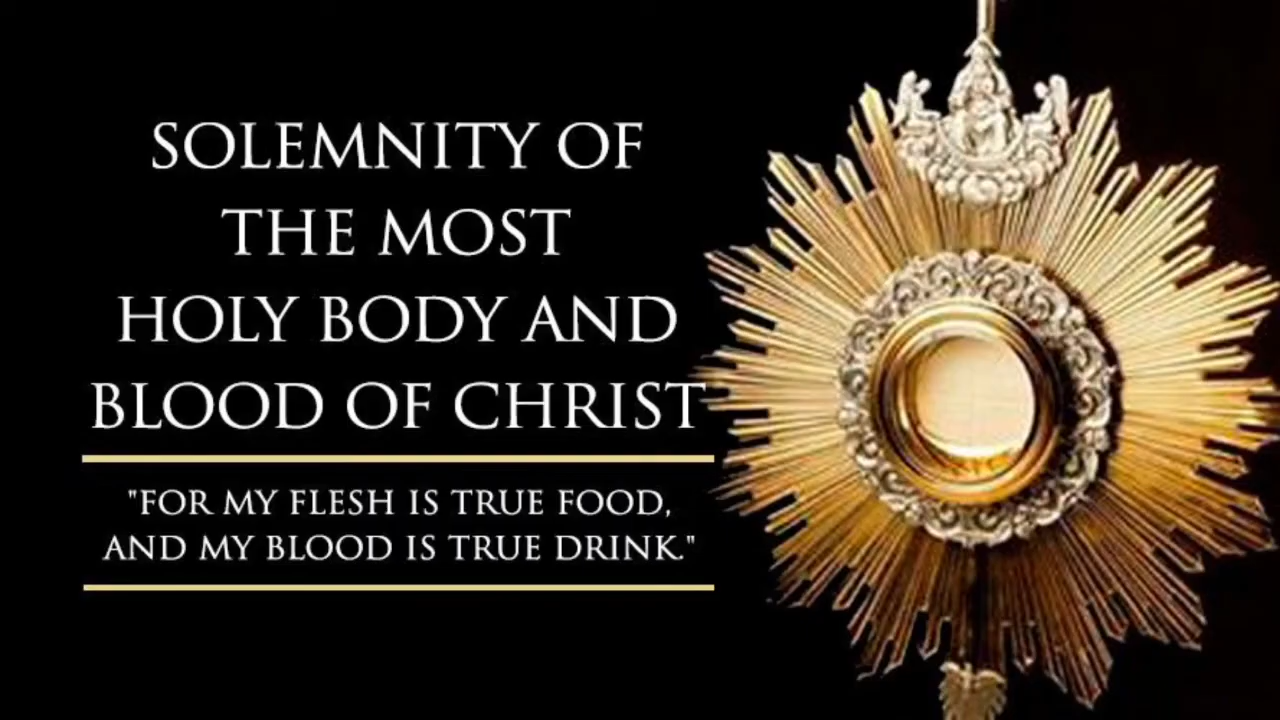 SOLEMNITY OF
THE MOST
HOLY BODY AND
BLOOD OF CHRIST
"FOR MY FLESH IS TRUE FOOD,
AND MY BLOOD IS TRUE DRINK."